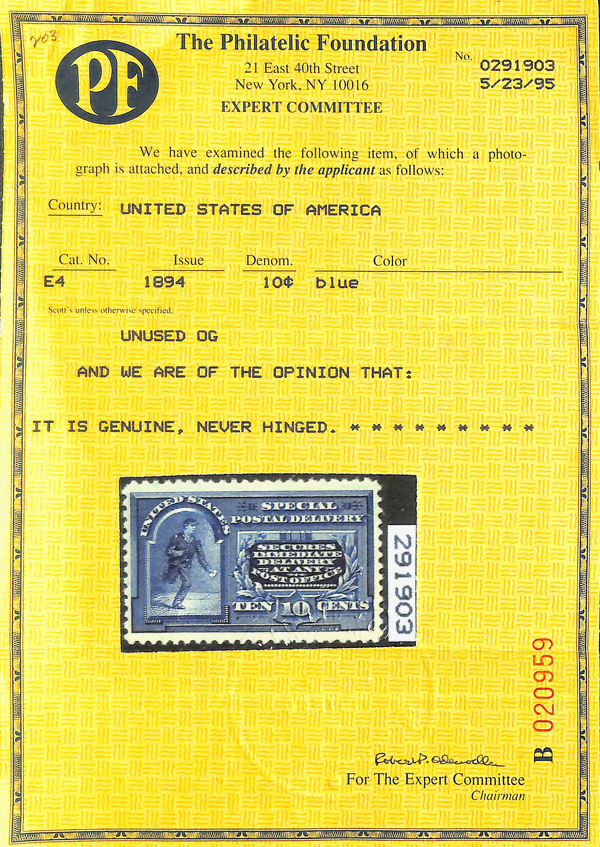 203
PF
The Philatelic Foundation
21 East 40th Street
New York, NY 10016
EXPERT COMMITTEE
No. 0291903
5/23/95
We have examined the following item, of which a photo-
graph is attached, and described by the applicant as follows:
Country: UNITED STATES OF AMERICA
Cat. No. Issue Denom. Color
E4 1894 10¢ blue
Scott's unless otherwise specified.
UNUSED OG
AND WE ARE OF THE OPINION THAT:
IT IS GENUINE, NEVER HINGED. * * * * * * * * *
UNITED STATES
SPECIAL
POSTAL DELIVERY
SECURES
IMMEDIATE
DELIVERY
AT ANY
POST OFFICE
TEN 10 CENTS
291903
B 020959
For The Expert Committee
Chairman